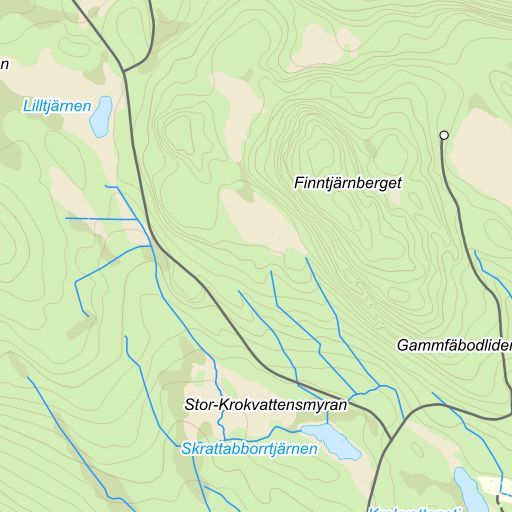 Lilltjärnen
Finntjärnberget
Gammfäbodliden
Stor-Krokvattensmyran
Skrattabborrtjärnen